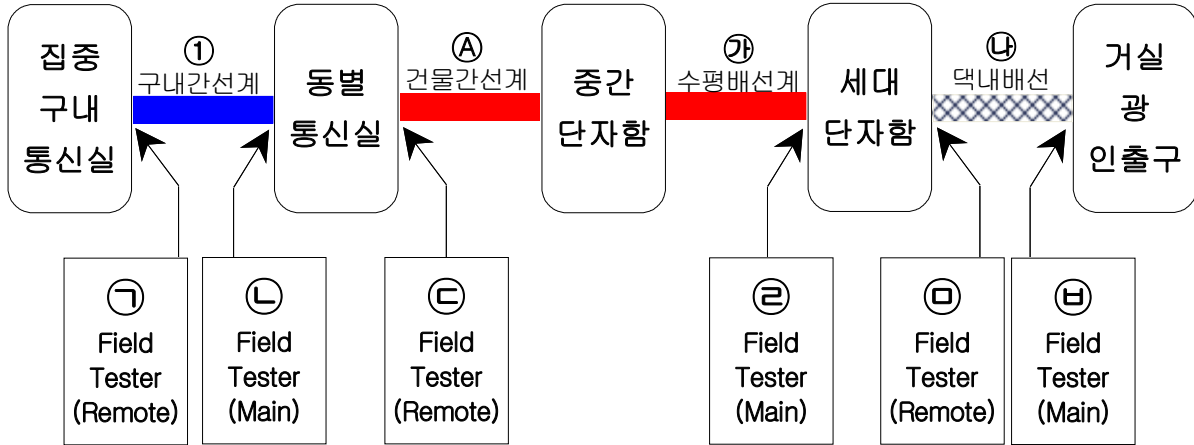 집중
구내
통신실
①
구내간선계
동별
통신실
Ⓐ
건물간선계
중간
단자함
㉮
수평배선계
세대
단자함
㉯
댁내배선
거실
광
인출구
㉠
Field
Tester
(Remote)
㉡
Field
Tester
(Main)
㉢
Field
Tester
(Remote)
㉣
Field
Tester
(Main)
㉤
Field
Tester
(Remote)
㉥
Field
Tester
(Main)